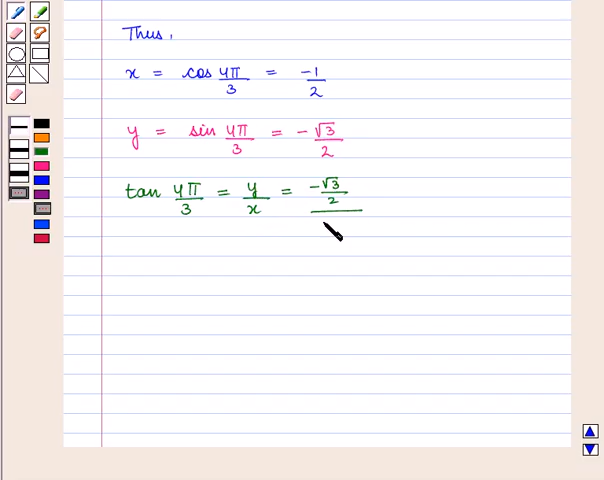 Thus,
x = cos 4π/3 = -1/2
y = sin 4π/3 = -√3/2
tan 4π/3 = y/x = -√3/2